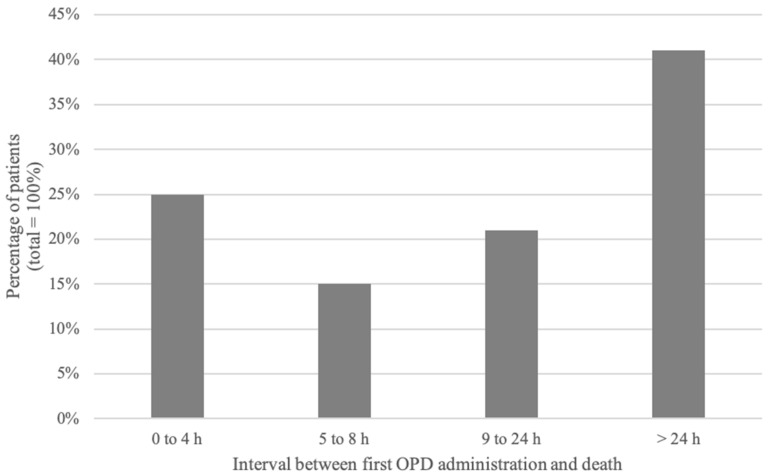 45%
40%
35%
30%
25%
20%
15%
10%
5%
0%
Percentage of patients
(total = 100%)
0 to 4 h
5 to 8 h
9 to 24 h
> 24 h
Interval between first OPD administration and death